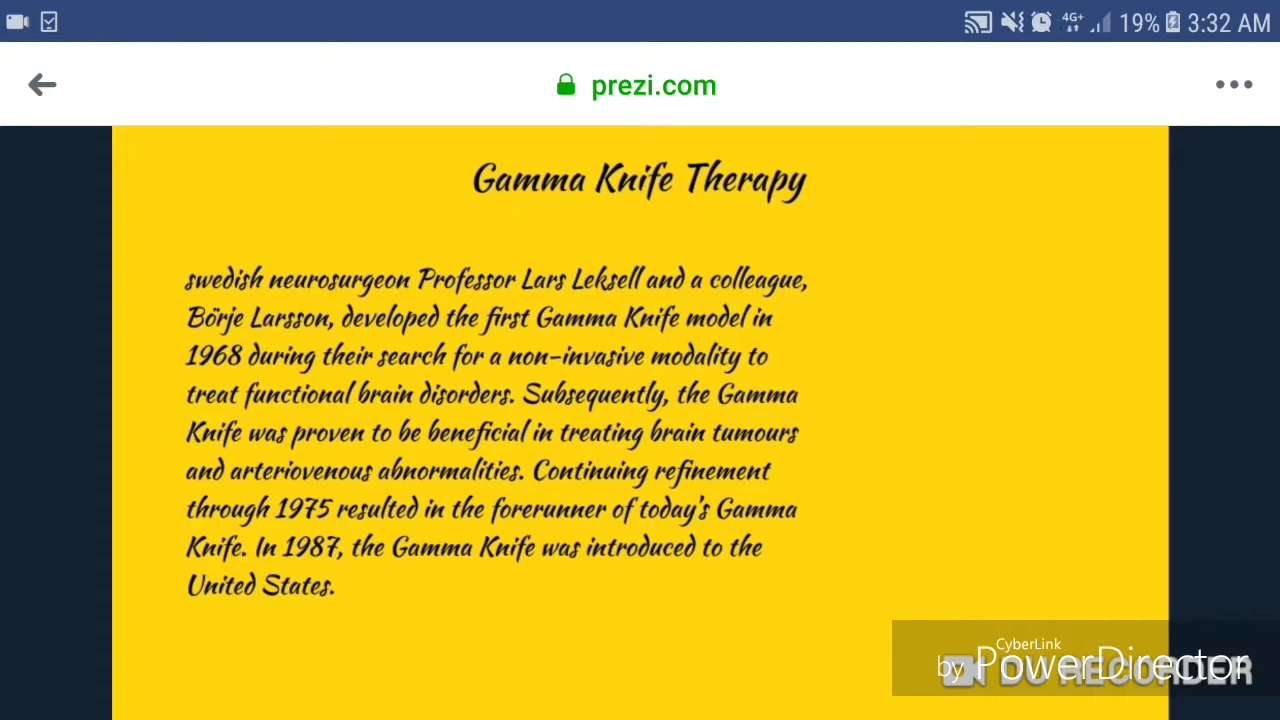 4G+ 19% 3:32 AM
prezi.com
Gamma Knife Therapy
swedish neurosurgeon Professor Lars Leksell and a colleague,
Börje Larsson, developed the first Gamma Knife model in
1968 during their search for a non-invasive modality to
treat functional brain disorders. Subsequently, the Gamma
Knife was proven to be beneficial in treating brain tumours
and arteriovenous abnormalities. Continuing refinement
through 1975 resulted in the forerunner of today's Gamma
Knife. In 1987, the Gamma Knife was introduced to the
United States.
CyberLink
by PowerDirector
DU RECORDER